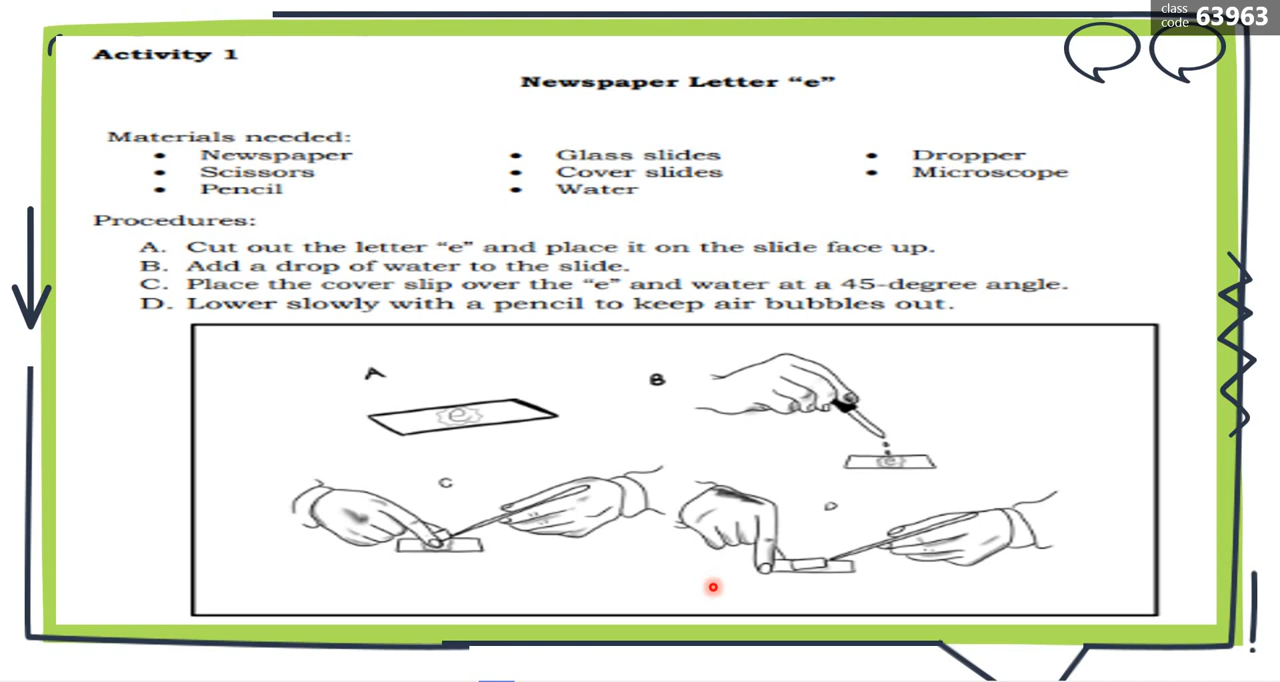 class
code 63963
Activity 1
Newspaper Letter “e”
Materials needed:
• Newspaper
• Scissors
• Pencil
• Glass slides
• Cover slides
• Water
• Dropper
• Microscope
Procedures:
A. Cut out the letter “e” and place it on the slide face up.
B. Add a drop of water to the slide.
C. Place the cover slip over the “e” and water at a 45-degree angle.
D. Lower slowly with a pencil to keep air bubbles out.
A
e
B
e
C
D